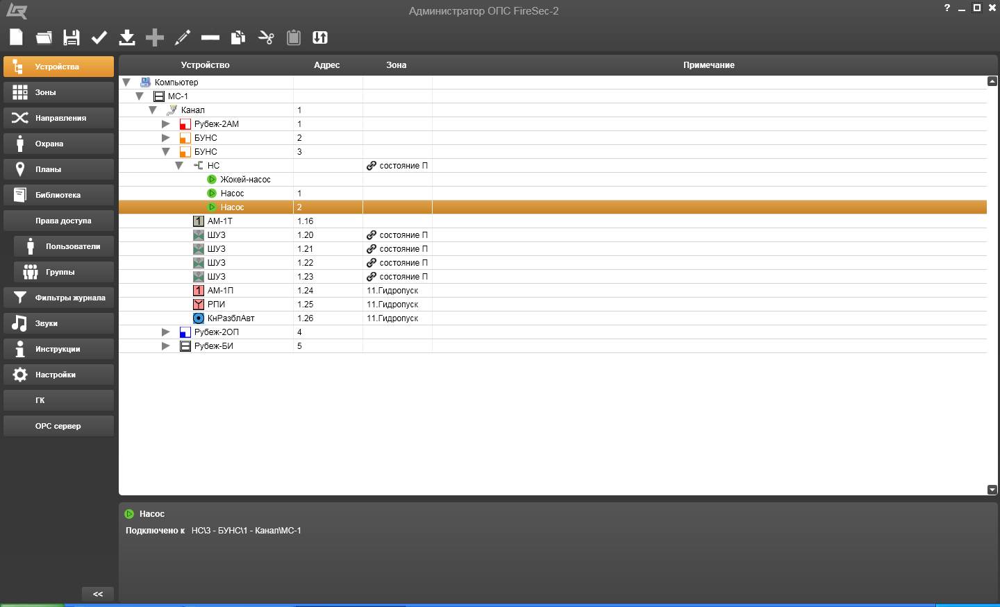 Администратор ОПС FireSec-2
?
Устройства
Зоны
Направления
Охрана
Планы
Библиотека
Права доступа
Пользователи
Группы
Фильтры журнала
Звуки
Инструкции
Настройки
ГК
OPC сервер
<<
Устройство Адрес Зона Примечание
Компьютер
МС-1
Канал 1
Рубеж-2АМ 1
БУНС 2
БУНС 3
НС состояние П
Жокей-насос
Насос 1
Насос 2
1 АМ-1Т 1.16
ШУЗ 1.20 состояние П
ШУЗ 1.21 состояние П
ШУЗ 1.22 состояние П
ШУЗ 1.23 состояние П
1 АМ-1П 1.24 11.Гидропуск
РПИ 1.25 11.Гидропуск
КнРазблАвт 1.26 11.Гидропуск
Рубеж-2ОП 4
Рубеж-БИ 5
Насос
Подключено к НС\3 - БУНС\1 - Канал\МС-1